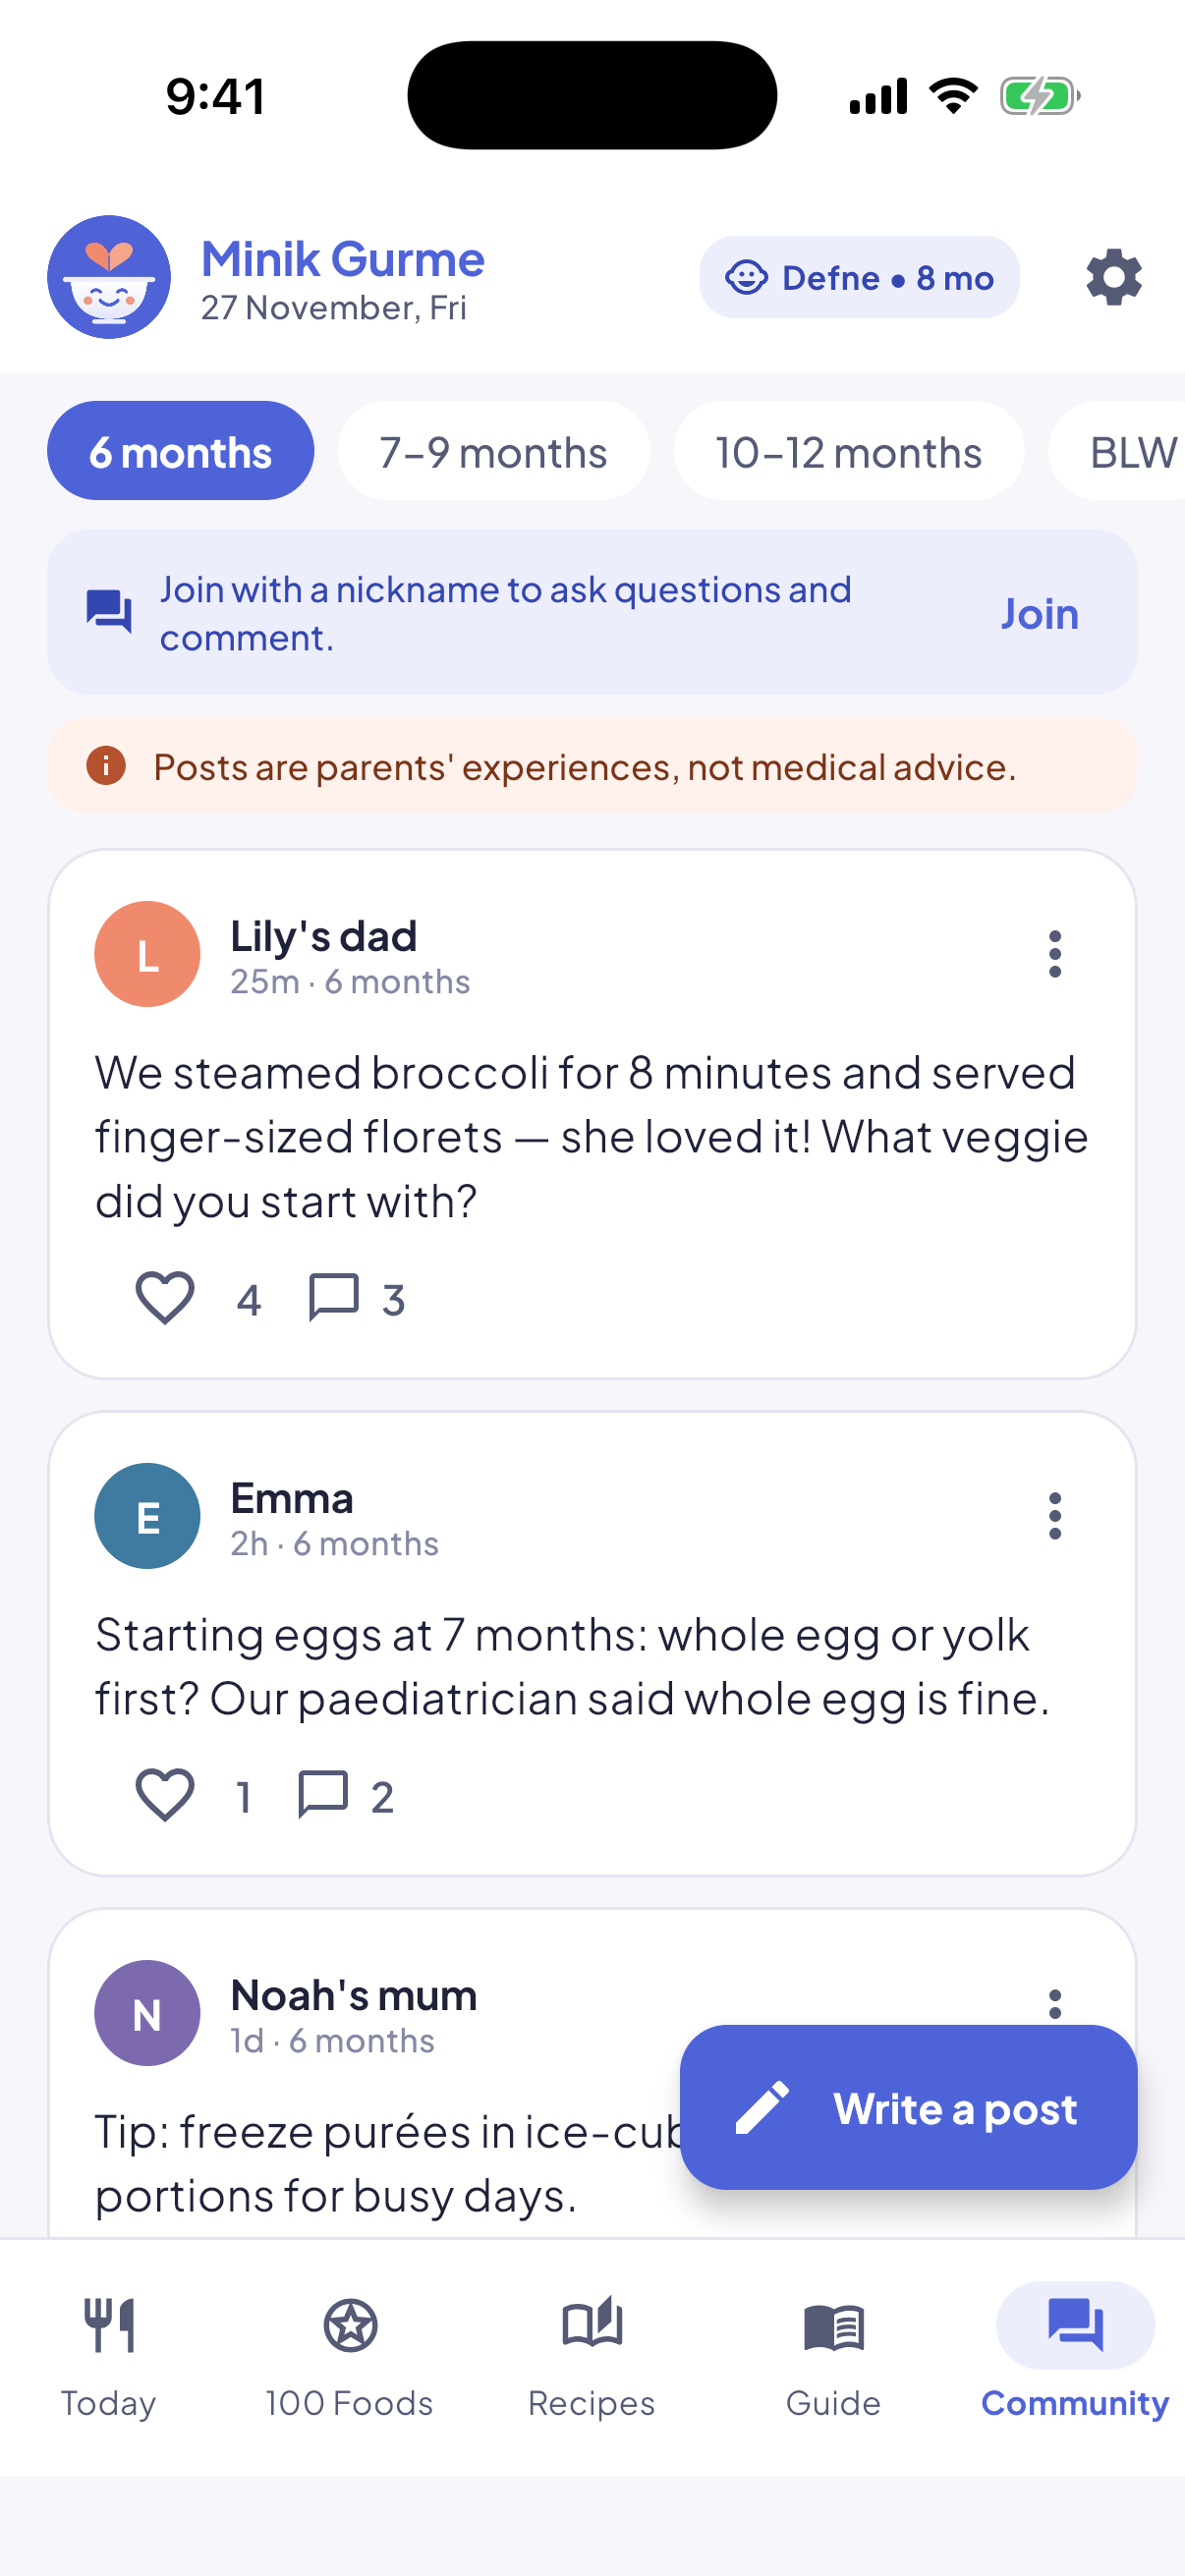 9:41
Minik Gurme
27 November, Fri
Defne • 8 mo
6 months
7–9 months
10–12 months
BLW
Join with a nickname to ask questions and
comment.
Join
Posts are parents' experiences, not medical advice.
L
Lily's dad
25m · 6 months
We steamed broccoli for 8 minutes and served
finger-sized florets — she loved it! What veggie
did you start with?
4
3
E
Emma
2h · 6 months
Starting eggs at 7 months: whole egg or yolk
first? Our paediatrician said whole egg is fine.
1
2
N
Noah's mum
1d · 6 months
Tip: freeze purées in
portions for busy days.
Write a post
Today
100 Foods
Recipes
Guide
Community